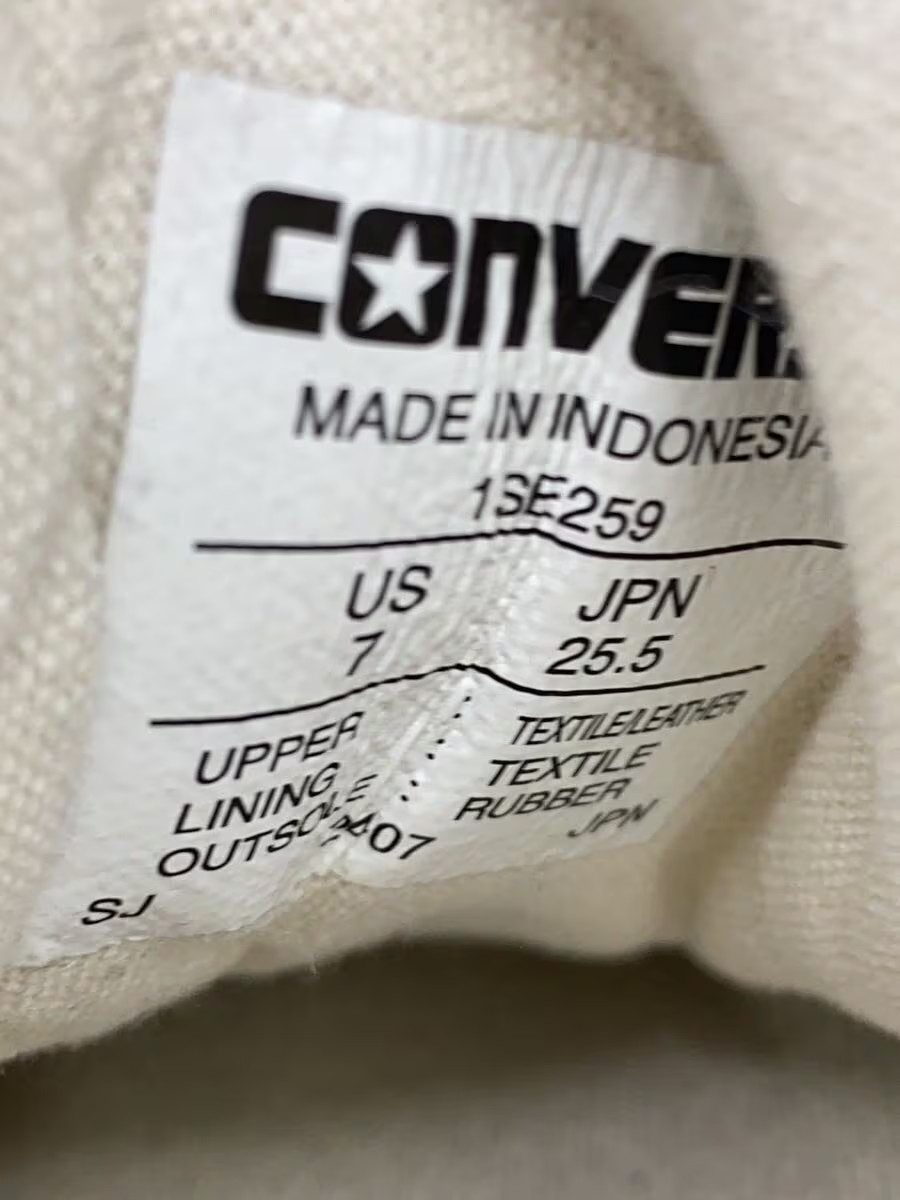 CONVER
MADE IN INDONESIA
1SE259
US JPN
7 25.5
UPPER TEXTILE/LEATHER
LINING TEXTILE
OUTSOLE RUBBER
SJ 2407 JPN